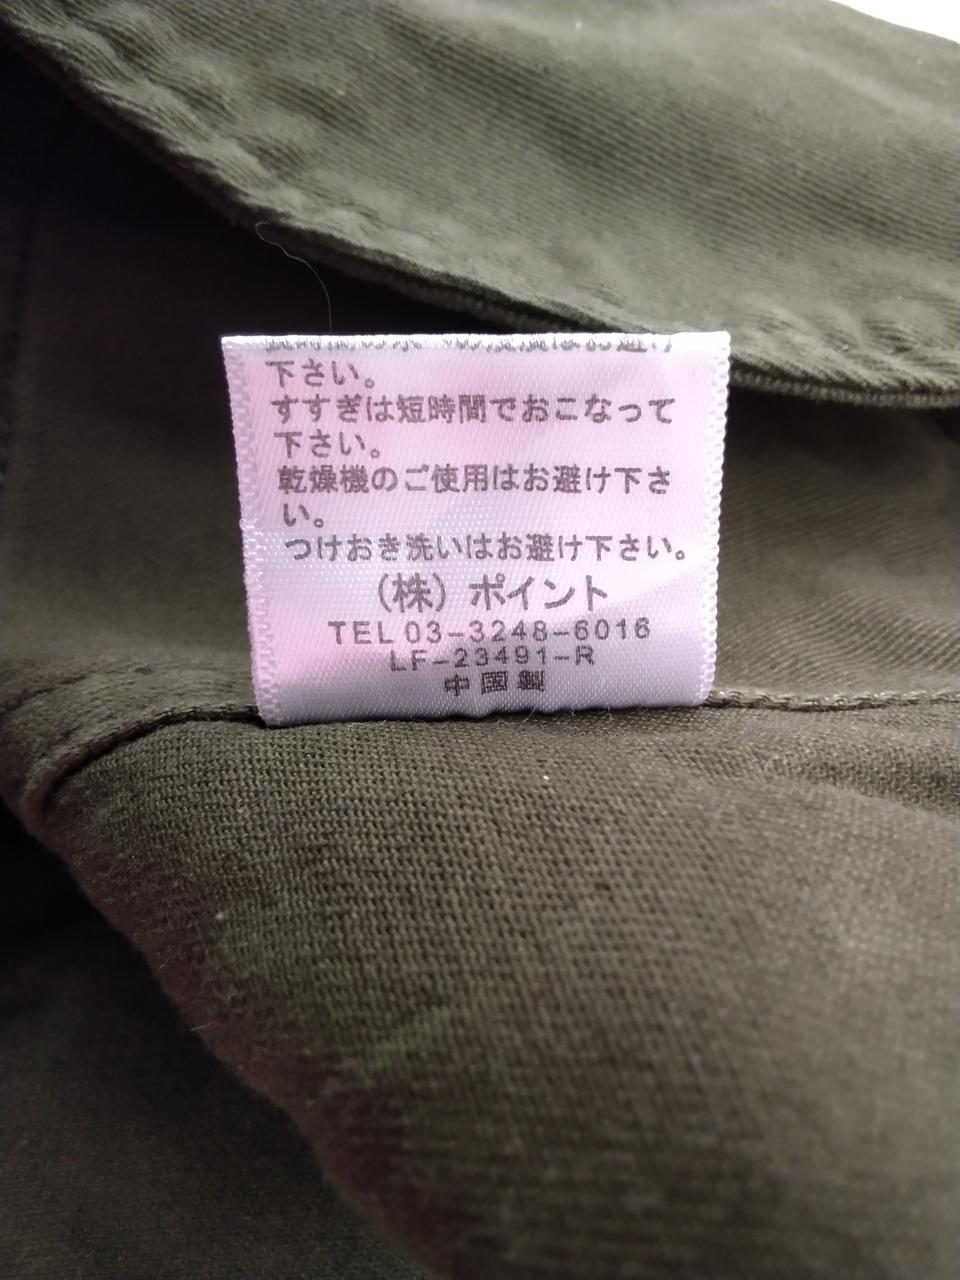 下さい。
すすぎは短時間でおこなって
下さい。
乾燥機のご使用はお避け下さ
い。
つけおき洗いはお避け下さい。
(株) ポイント
TEL 03-3248-6016
LF-23491-R
中国製